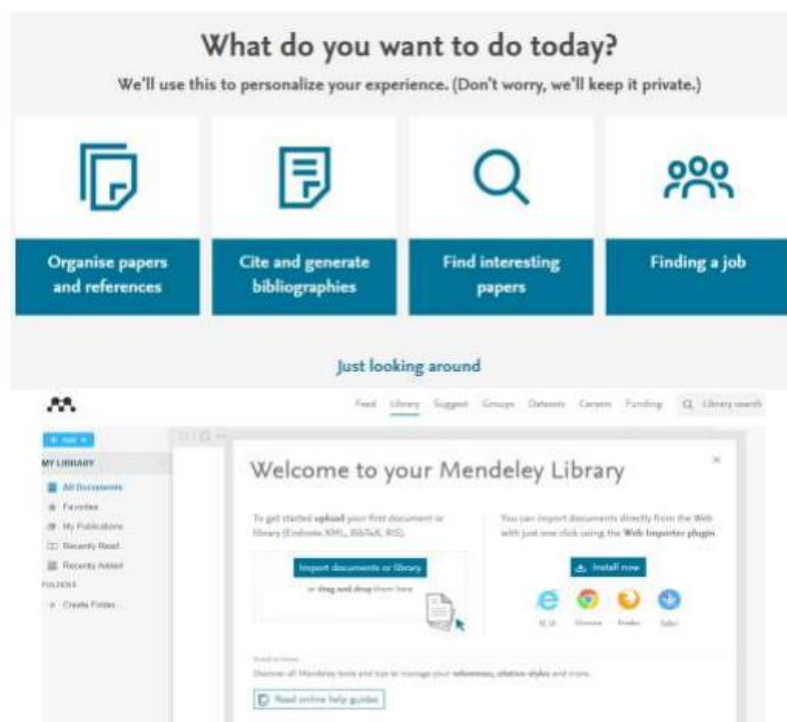 What do you want to do today?
We'll use this to personalize your experience. (Don't worry, we'll keep it private.)
Organise papers
and references
Cite and generate
bibliographies
Find interesting
papers
Finding a job
Just looking around
Feed Library Suggest Groups Datasets Careers Funding Library search
+ Add
MY LIBRARY
All Documents
Favorites
My Publications
Recently Read
Recently Added
FOLDERS
Create Folder...
Welcome to your Mendeley Library
To get started upload your first document or
library (Endnote XML, BibTeX, RIS).
Import documents or library
or drag and drop them here
You can import documents directly from the Web
with just one click using the Web Importer plugin
Install now
Chrome Firefox Safari
Discover all Mendeley tools and tips to manage your references, citation styles and more.
Read online help guides